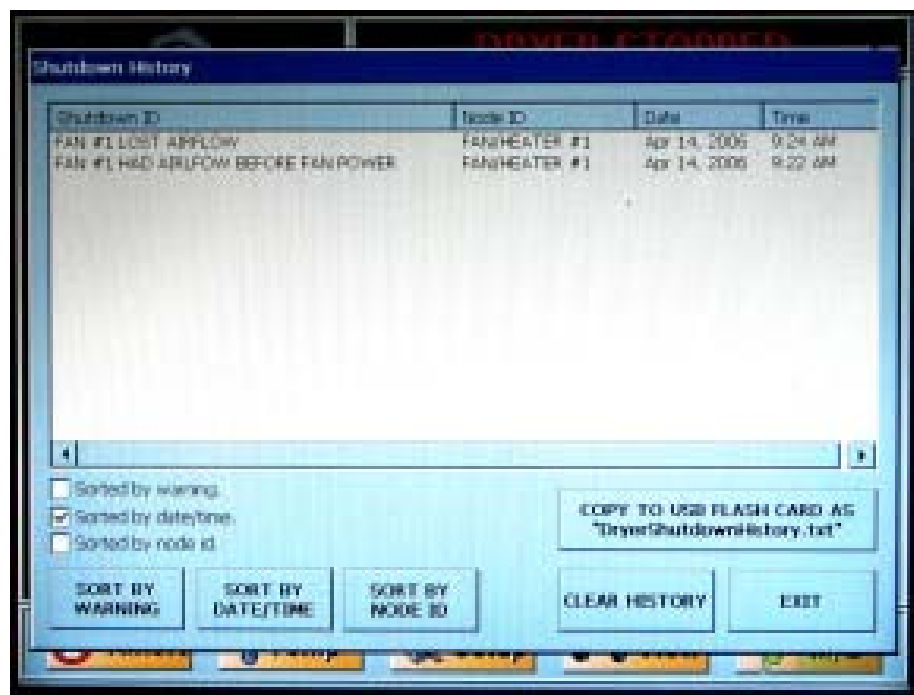 DRYER STOPPED
Shutdown History
Shutdown ID Node ID Date Time
FAN #1 LOST AIRFLOW FAN/HEATER #1 Apr 14, 2006 9:24 AM
FAN #1 HAD AIRLFOW BEFORE FAN POWER FAN/HEATER #1 Apr 14, 2006 9:22 AM
Sorted by warning.
Sorted by date/time.
Sorted by node id.
COPY TO USB FLASH CARD AS
"DryerShutdownHistory.txt"
SORT BY
WARNING
SORT BY
DATE/TIME
SORT BY
NODE ID
CLEAR HISTORY
EXIT